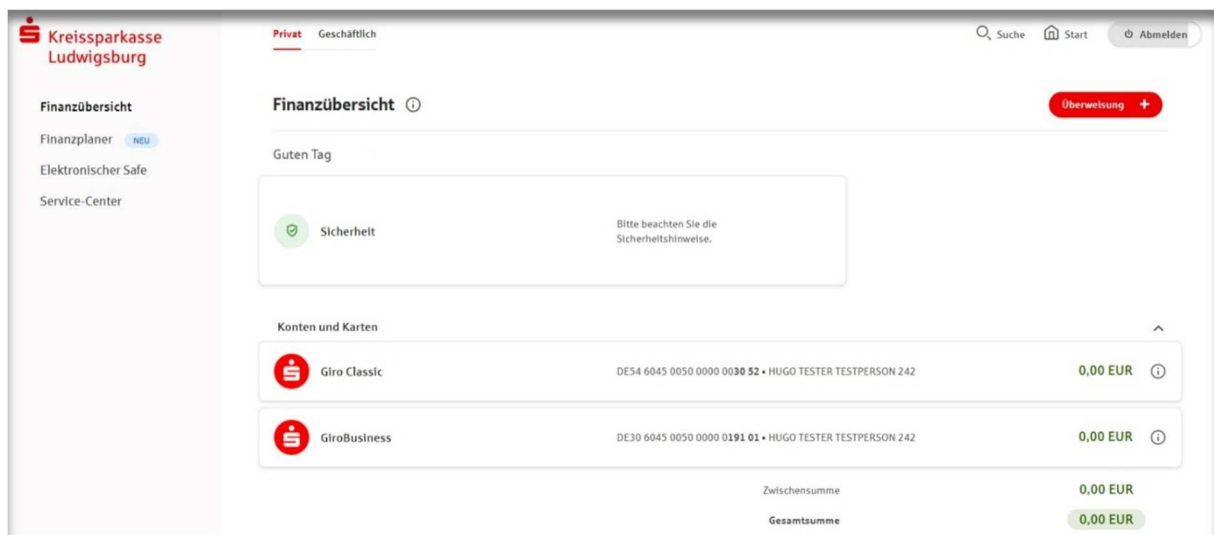 Kreissparkasse
Ludwigsburg
Privat Geschäftlich
Suche Start Abmelden
Finanzübersicht
Finanzplaner NEU
Elektronischer Safe
Service-Center
Finanzübersicht
Überweisung +
Guten Tag
Sicherheit
Bitte beachten Sie die
Sicherheitshinweise.
Konten und Karten
Giro Classic DE54 6045 0050 0000 0030 52 • HUGO TESTER TESTPERSON 242 0,00 EUR
GiroBusiness DE30 6045 0050 0000 0191 01 • HUGO TESTER TESTPERSON 242 0,00 EUR
Zwischensumme 0,00 EUR
Gesamtsumme 0,00 EUR